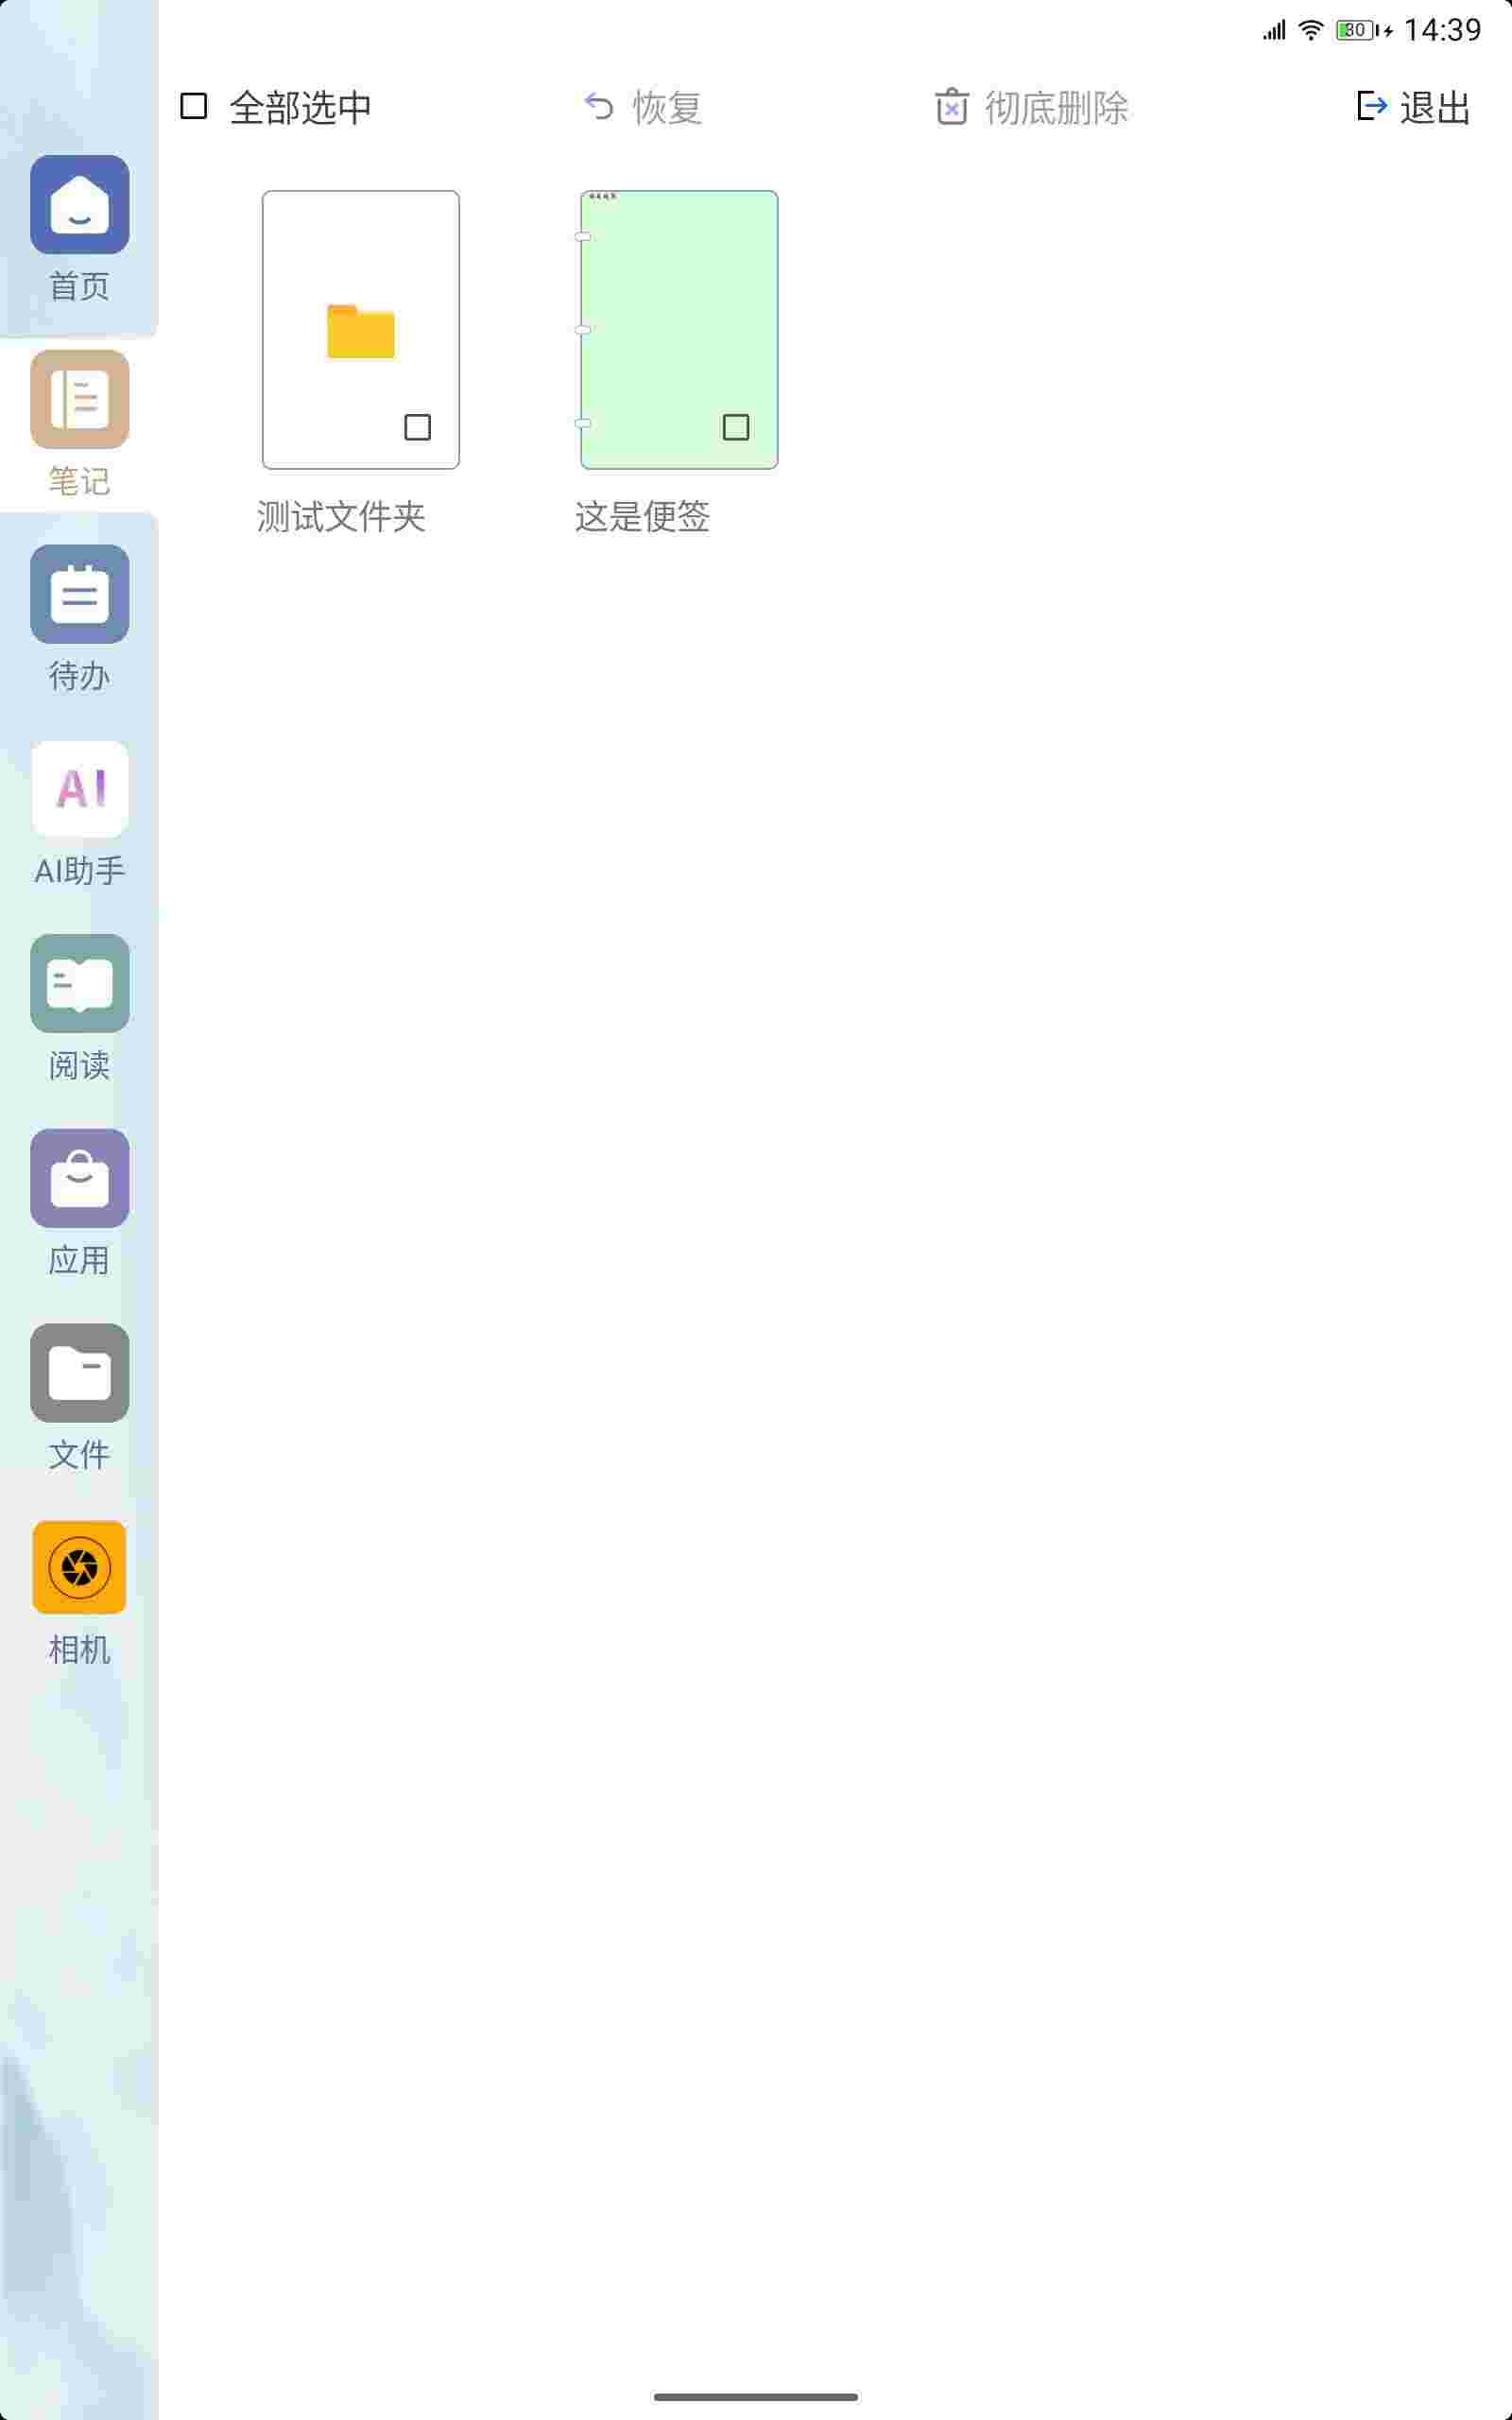 30 14:39
全部选中 恢复 彻底删除 退出
首页
笔记
测试文件夹 这是便签
待办
AI
AI助手
阅读
应用
文件
相机